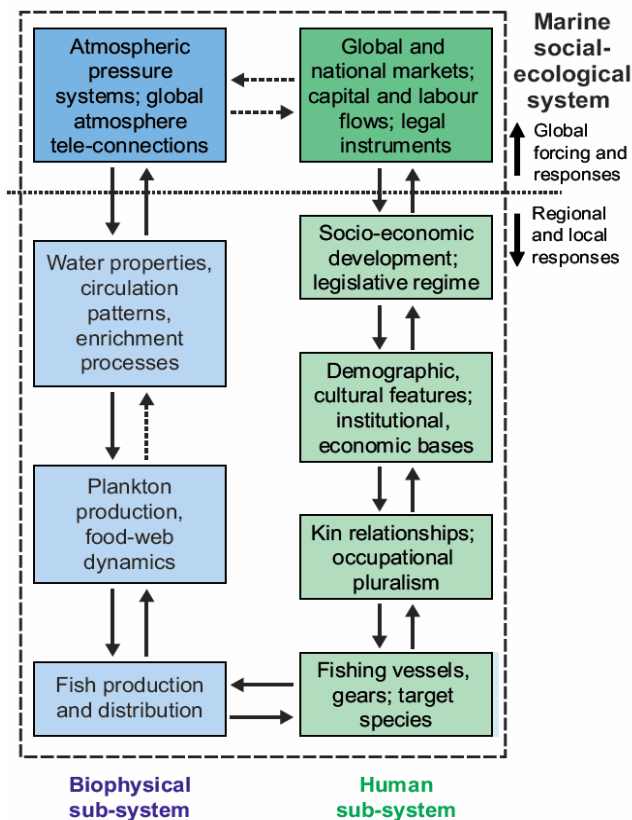 Marine
social-
ecological
system
Global
forcing and
responses
Regional
and local
responses
Atmospheric
pressure
systems; global
atmosphere
tele-connections
Global and
national markets;
capital and labour
flows; legal
instruments
Water properties,
circulation
patterns,
enrichment
processes
Socio-economic
development;
legislative regime
Demographic,
cultural features;
institutional,
economic bases
Plankton
production,
food-web
dynamics
Kin relationships;
occupational
pluralism
Fish production
and distribution
Fishing vessels,
gears; target
species
Biophysical
sub-system
Human
sub-system